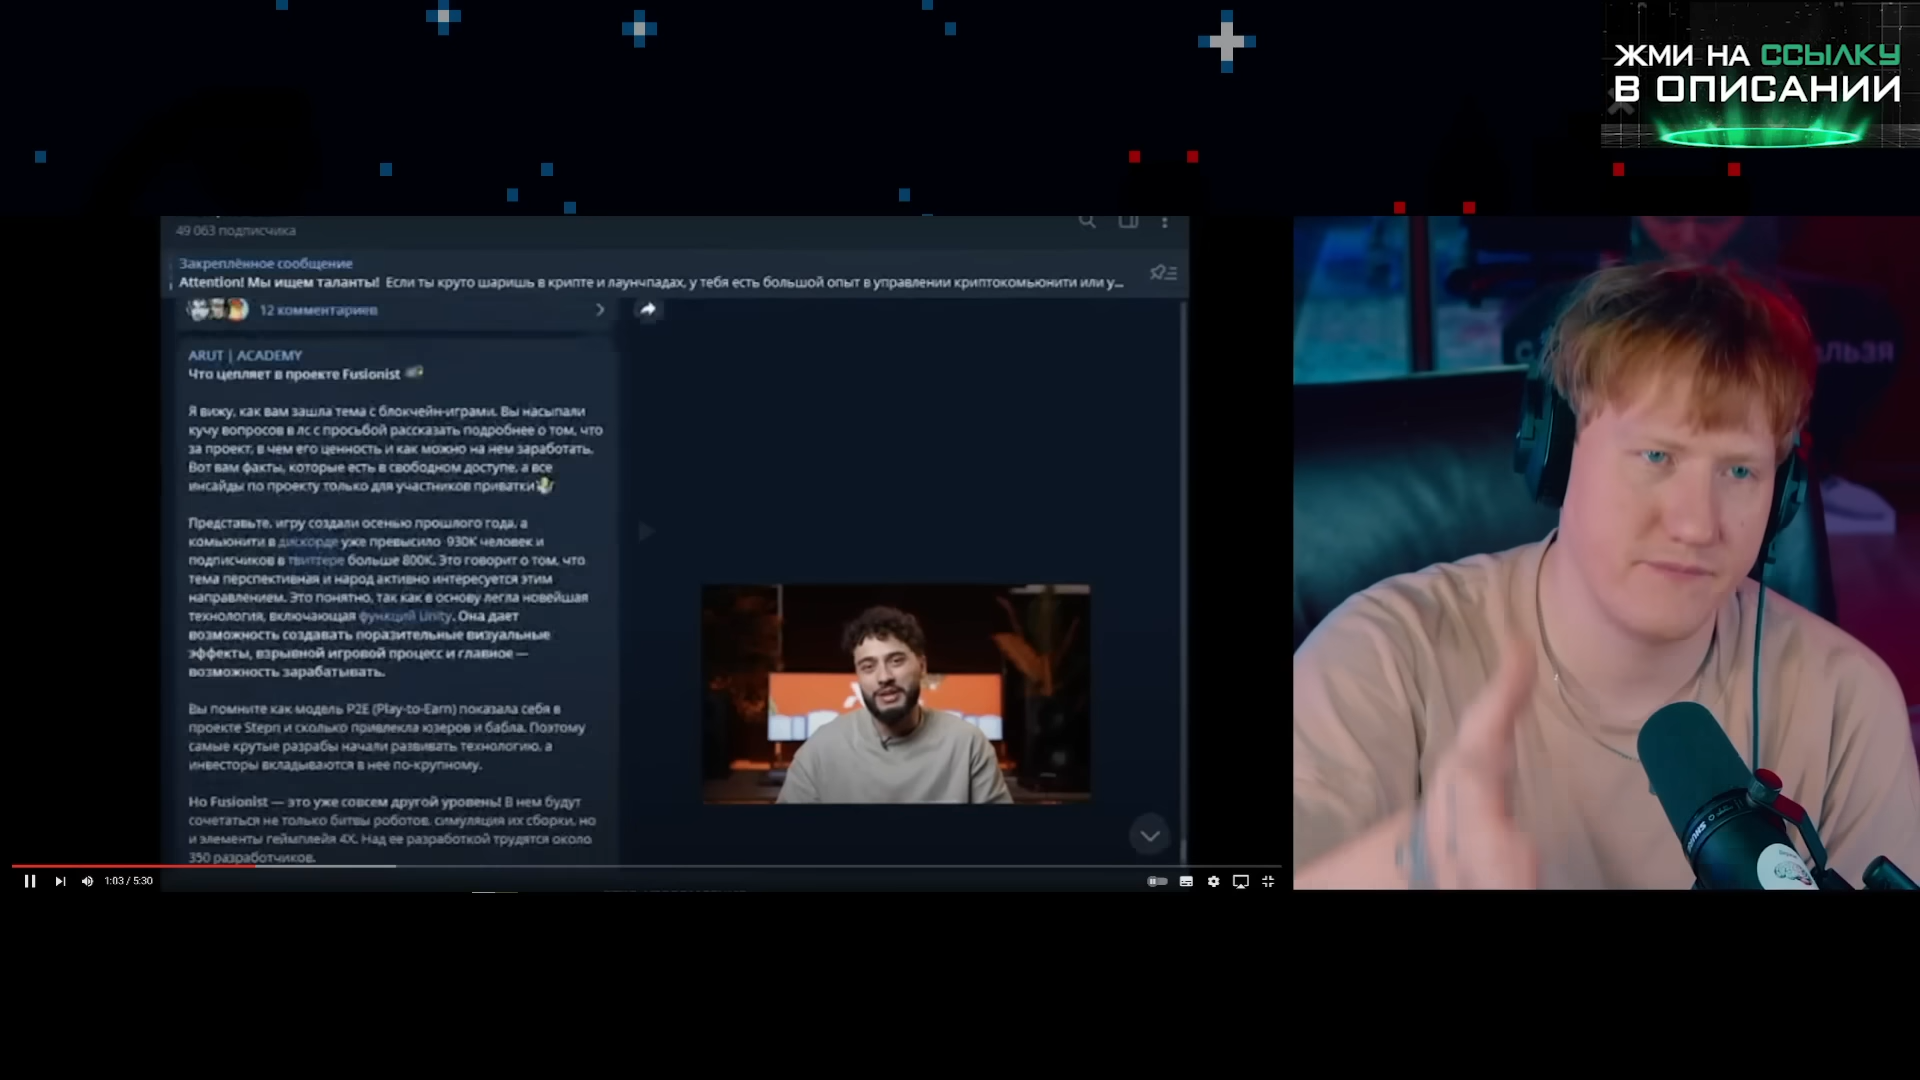 ЖМИ НА ССЫЛКУ
В ОПИСАНИИ
49 063 подписчика
Закреплённое сообщение
Attention! Мы ищем таланты! Если ты круто шаришь в крипте и лаунчпадах, у тебя есть большой опыт в управлении криптокомьюнити или у...
12 комментариев
ARUT | ACADEMY
Что цепляет в проекте Fusionist
Я вижу, как вам зашла тема с блокчейн-играми. Вы насыпали
кучу вопросов в лс с просьбой рассказать подробнее о том, что
за проект, в чем его ценность и как можно на нем заработать.
Вот вам факты, которые есть в свободном доступе, а все
инсайды по проекту только для участников приватки
Представьте, игру создали осенью прошлого года, а
комьюнити в дискорде уже превысило 930K человек и
подписчиков в твиттере больше 800K. Это говорит о том, что
тема перспективная и народ активно интересуется этим
направлением. Это понятно, так как в основу легла новейшая
технология, включающая функций Unity. Она дает
возможность создавать поразительные визуальные
эффекты, взрывной игровой процесс и главное —
возможность зарабатывать.
Вы помните как модель P2E (Play-to-Earn) показала себя в
проекте Stepn и сколько привлекла юзеров и бабла. Поэтому
самые крутые разрабы начали развивать технологию, а
инвесторы вкладываются в нее по-крупному.
Но Fusionist — это уже совсем другой уровень! В нем будут
сочетаться не только битвы роботов, симуляция их сборки, но
и элементы геймплея 4X. Над ее разработкой трудятся около
350 разработчиков.
1:03 / 5:30
SHURE